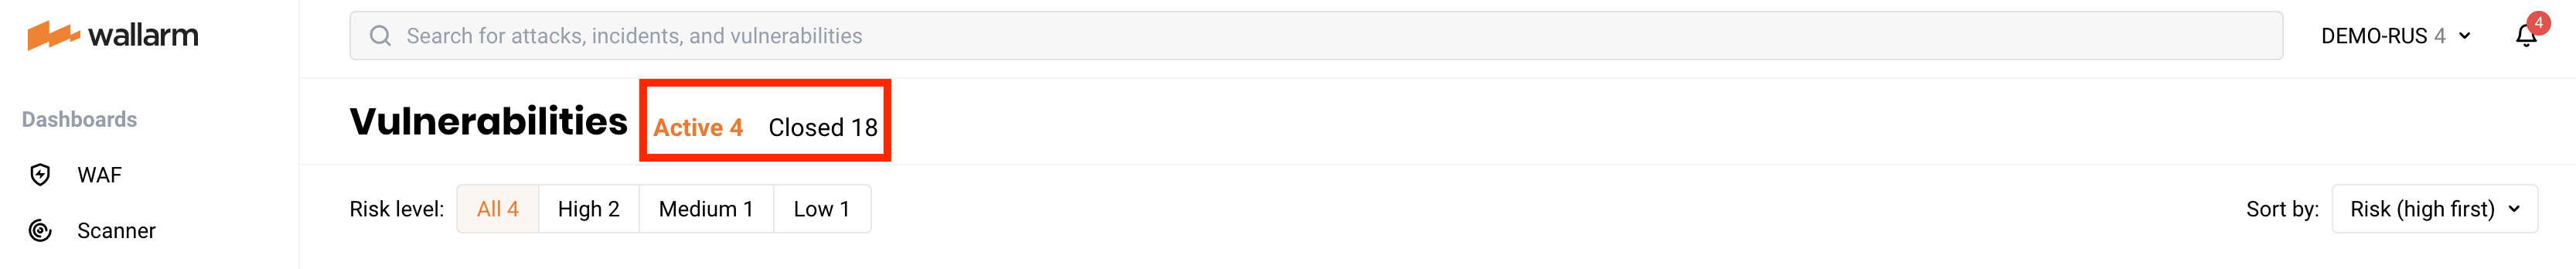 wallarm
Search for attacks, incidents, and vulnerabilities
DEMO-RUS 4
4
Dashboards
WAF
Scanner
Vulnerabilities Active 4 Closed 18
Risk level: All 4 High 2 Medium 1 Low 1
Sort by: Risk (high first)